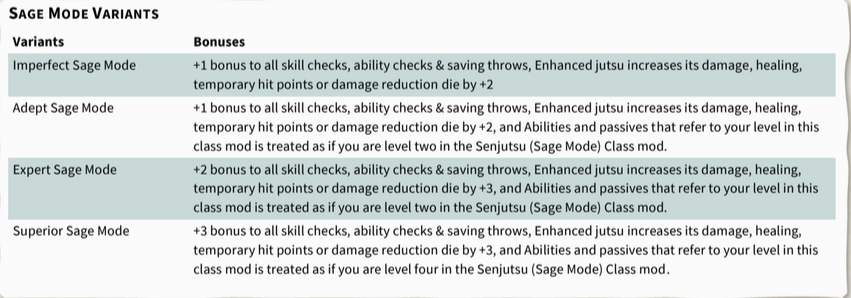 SAGE MODE VARIANTS
Variants Bonuses
Imperfect Sage Mode +1 bonus to all skill checks, ability checks & saving throws, Enhanced jutsu increases its damage, healing,
temporary hit points or damage reduction die by +2
Adept Sage Mode +1 bonus to all skill checks, ability checks & saving throws, Enhanced jutsu increases its damage, healing,
temporary hit points or damage reduction die by +2, and Abilities and passives that refer to your level in this
class mod is treated as if you are level two in the Senjutsu (Sage Mode) Class mod.
Expert Sage Mode +2 bonus to all skill checks, ability checks & saving throws, Enhanced jutsu increases its damage, healing,
temporary hit points or damage reduction die by +3, and Abilities and passives that refer to your level in this
class mod is treated as if you are level two in the Senjutsu (Sage Mode) Class mod.
Superior Sage Mode +3 bonus to all skill checks, ability checks & saving throws, Enhanced jutsu increases its damage, healing,
temporary hit points or damage reduction die by +3, and Abilities and passives that refer to your level in this
class mod is treated as if you are level four in the Senjutsu (Sage Mode) Class mod.